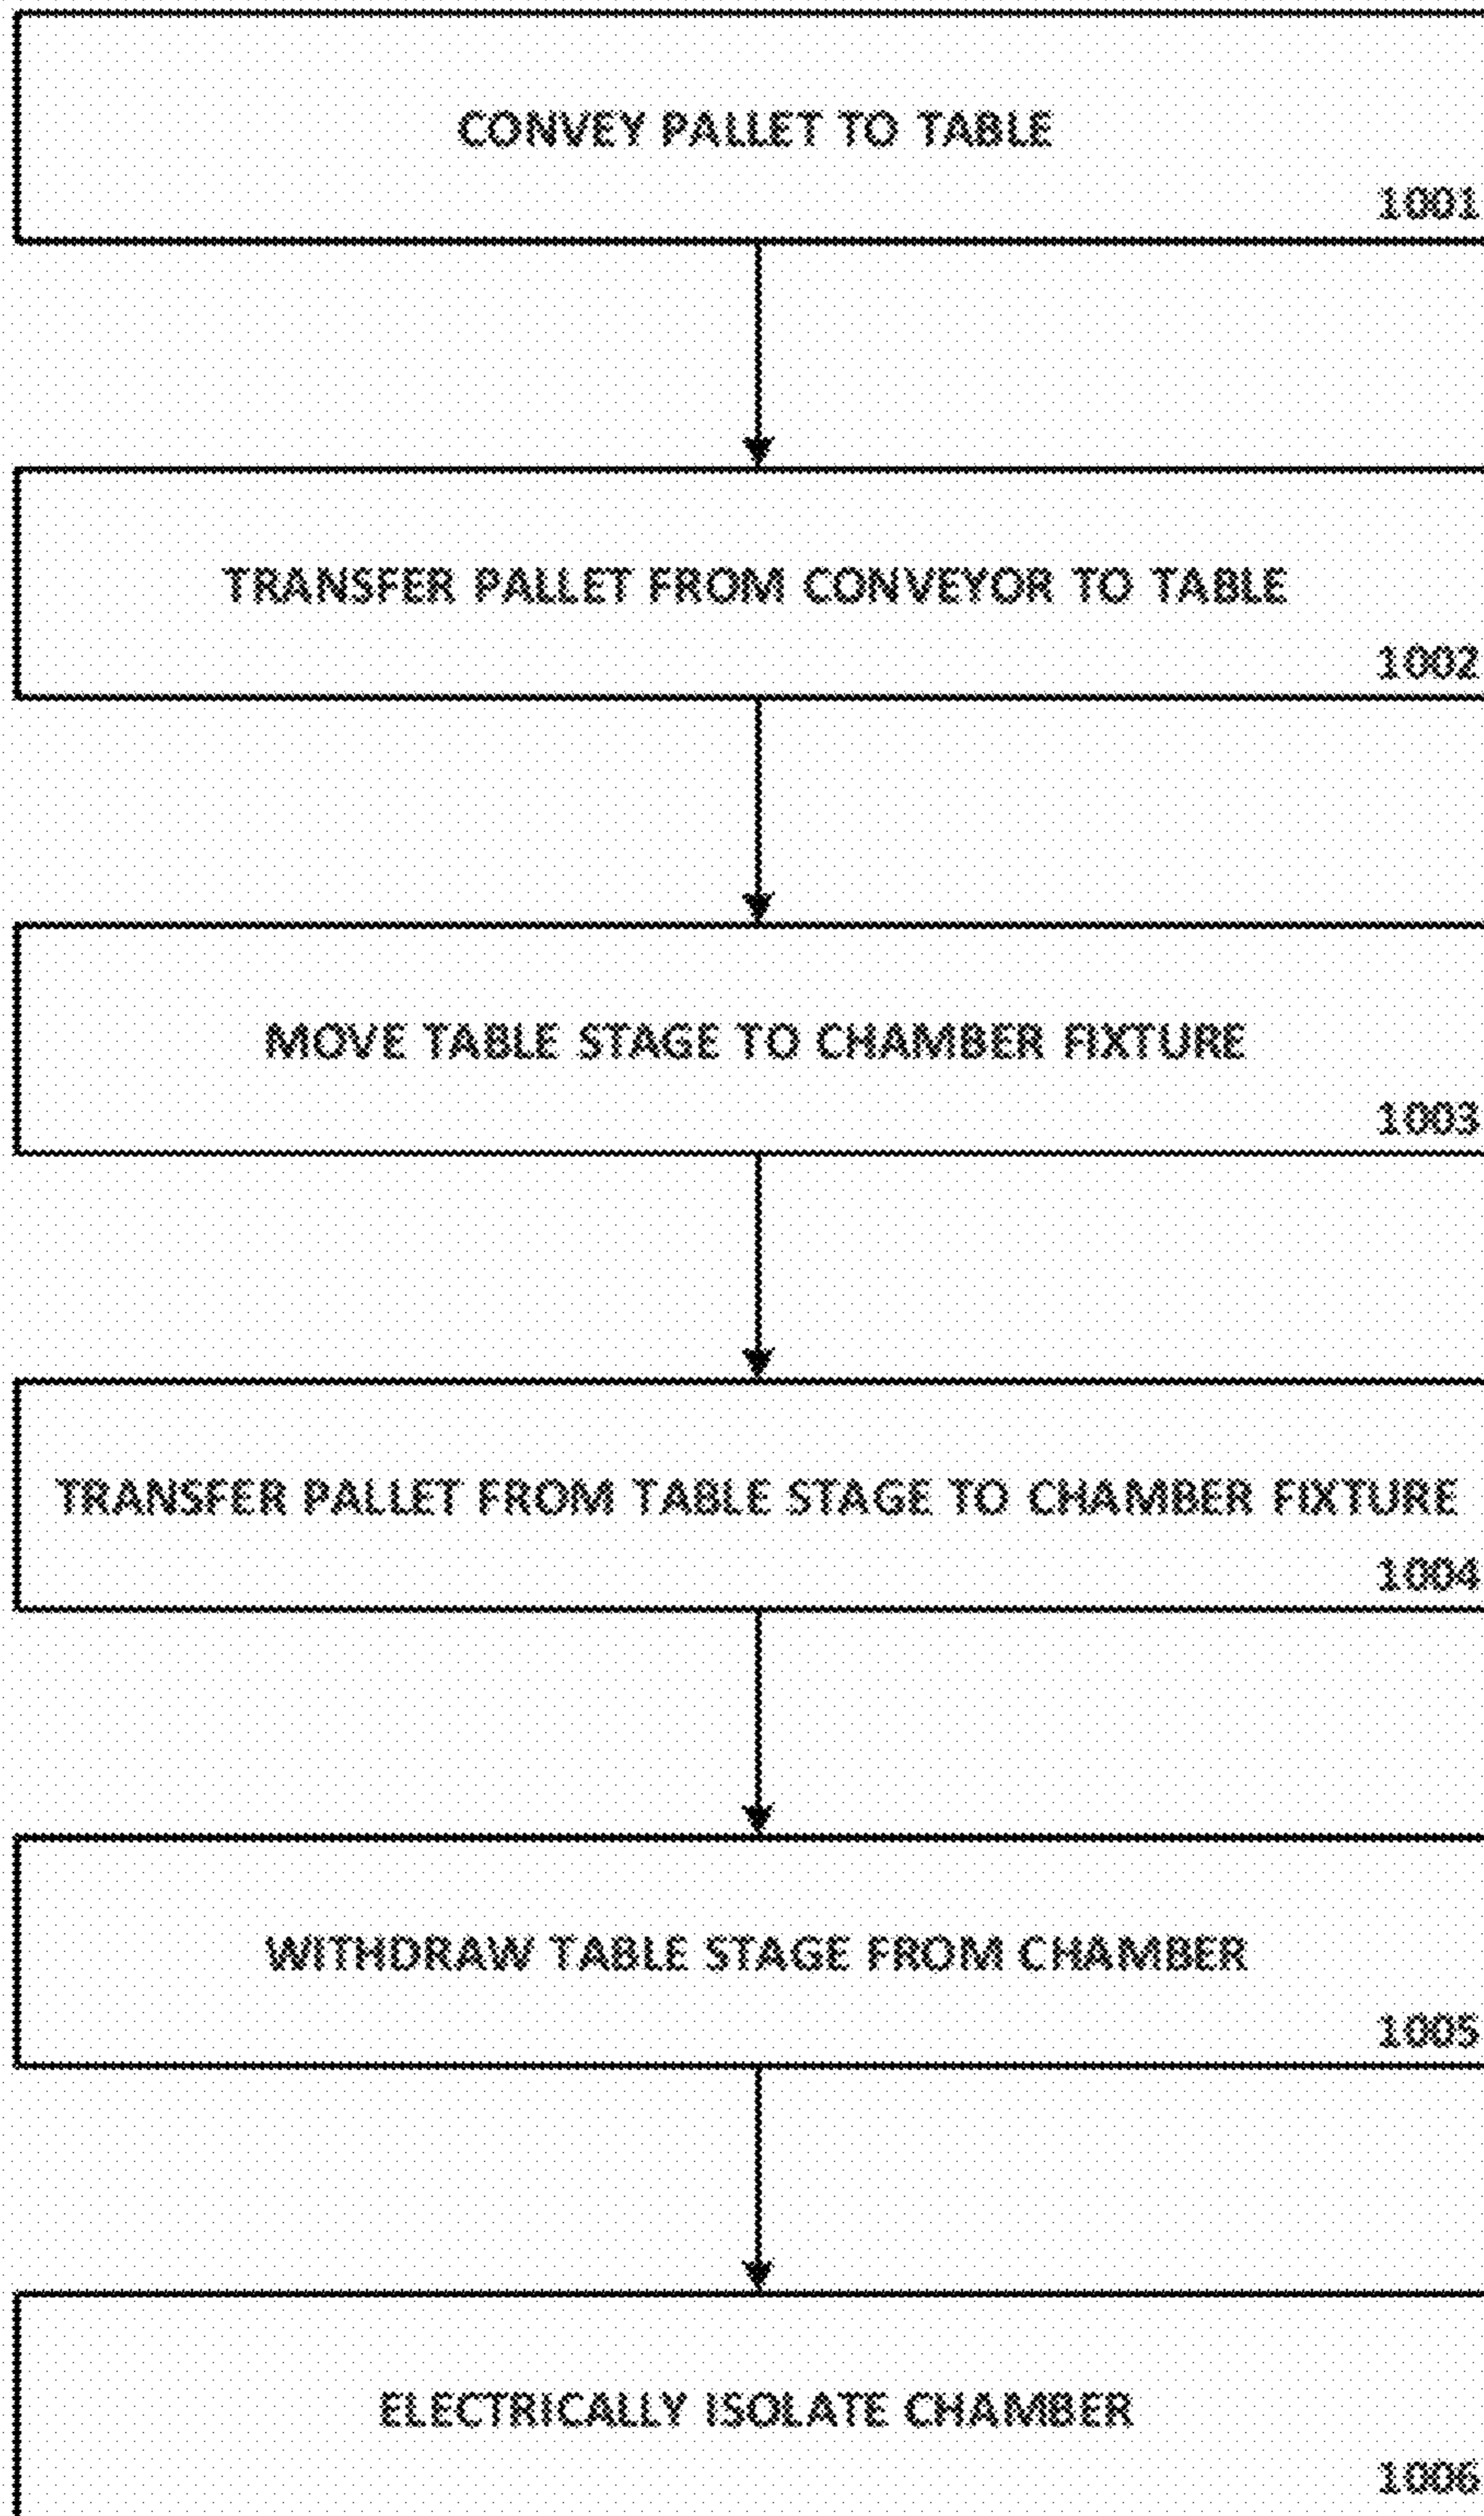 CONVEY PALLET TO TABLE
1001
TRANSFER PALLET FROM CONVEYOR TO TABLE
1002
MOVE TABLE STAGE TO CHAMBER FIXTURE
1003
TRANSFER PALLET FROM TABLE STAGE TO CHAMBER FIXTURE
1004
WITHDRAW TABLE STAGE FROM CHAMBER
1005
ELECTRICALLY ISOLATE CHAMBER
1006